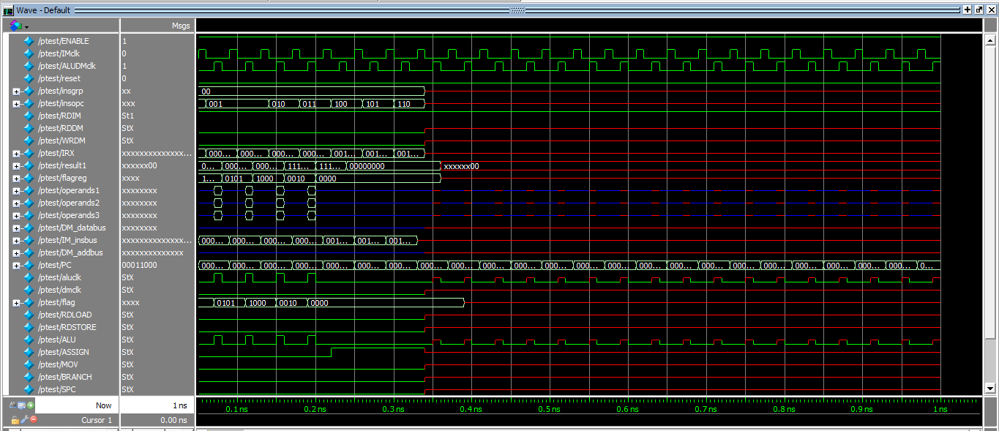 Wave - Default
Msgs
/ptest/ENABLE 1
/ptest/IMclk 0
/ptest/ALUDMclk 1
/ptest/reset 0
/ptest/insgrp xx 00
/ptest/insopc xxx 001 010 011 100 101 110
/ptest/RDIM St1
/ptest/RDDM StX
/ptest/WRDM StX
/ptest/IRX xxxxxxxxxxxxxx... 000... 000... 000... 000... 001... 001... 001...
/ptest/result1 xxxxxx00 0... 000... 000... 111... 111... 00000000 xxxxxx00
/ptest/flagreg xxxx 1... 0101 1000 0010 0000
/ptest/operands1 xxxxxxxx
/ptest/operands2 xxxxxxxx
/ptest/operands3 xxxxxxxx
/ptest/DM_databus xxxxxxxx
/ptest/IM_insbus xxxxxxxxxxxxxx... 000... 000... 000... 000... 001... 001... 001...
/ptest/DM_addbus xxxxxxxxxxxxxx
/ptest/PC 00011000 000... 000... 000... 000... 000... 000... 000... 000... 000... 000... 000... 000... 000... 000... 000... 000... 000... 000... 000... 000... 000... 000... 000... 0...
/ptest/aluclk StX
/ptest/dmclk StX
/ptest/flag xxxx 0101 1000 0010 0000
/ptest/RDLOAD StX
/ptest/RDSTORE StX
/ptest/ALU StX
/ptest/ASSIGN StX
/ptest/MOV StX
/ptest/BRANCH StX
/ptest/SPC StX
Now 1 ns
0.1 ns 0.2 ns 0.3 ns 0.4 ns 0.5 ns 0.6 ns 0.7 ns 0.8 ns 0.9 ns 1 ns
Cursor 1 0.00 ns